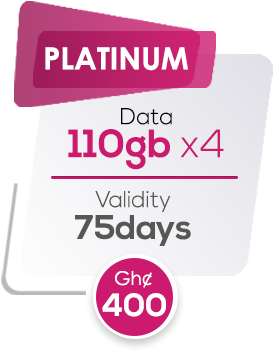 PLATINUM
Data
110gb x4
Validity
75days
Gh₵
400